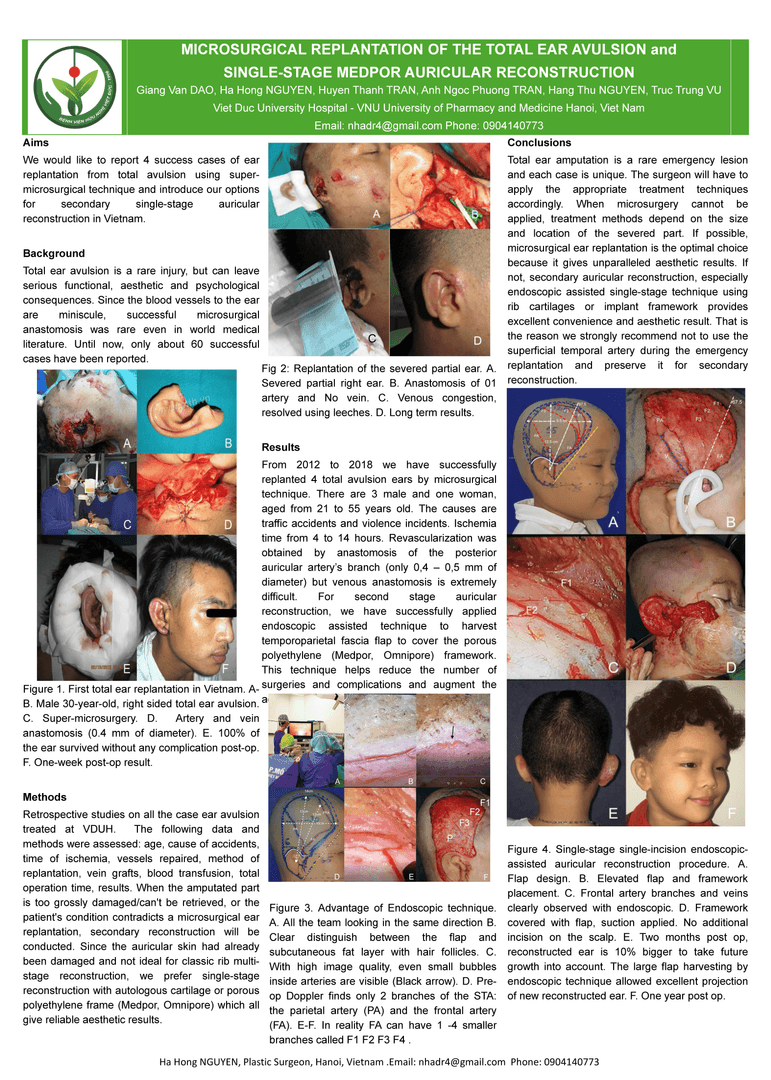 MICROSURGICAL REPLANTATION OF THE TOTAL EAR AVULSION and
SINGLE-STAGE MEDPOR AURICULAR RECONSTRUCTION
Giang Van DAO, Ha Hong NGUYEN, Huyen Thanh TRAN, Anh Ngoc Phuong TRAN, Hang Thu NGUYEN, Truc Trung VU
Viet Duc University Hospital - VNU University of Pharmacy and Medicine Hanoi, Viet Nam
Email: nhadr4@gmail.com Phone: 0904140773
Aims
We would like to report 4 success cases of ear
replantation from total avulsion using super-
microsurgical technique and introduce our options
for secondary single-stage auricular
reconstruction in Vietnam.
Background
Total ear avulsion is a rare injury, but can leave
serious functional, aesthetic and psychological
consequences. Since the blood vessels to the ear
are miniscule, successful microsurgical
anastomosis was rare even in world medical
literature. Until now, only about 60 successful
cases have been reported.
A
B
C
D
E
F
Figure 1. First total ear replantation in Vietnam. A-
B. Male 30-year-old, right sided total ear avulsion.
C. Super-microsurgery. D. Artery and vein
anastomosis (0.4 mm of diameter). E. 100% of
the ear survived without any complication post-op.
F. One-week post-op result.
Methods
Retrospective studies on all the case ear avulsion
treated at VDUH. The following data and
methods were assessed: age, cause of accidents,
time of ischemia, vessels repaired, method of
replantation, vein grafts, blood transfusion, total
operation time, results. When the amputated part
is too grossly damaged/can't be retrieved, or the
patient's condition contradicts a microsurgical ear
replantation, secondary reconstruction will be
conducted. Since the auricular skin had already
been damaged and not ideal for classic rib multi-
stage reconstruction, we prefer single-stage
reconstruction with autologous cartilage or porous
polyethylene frame (Medpor, Omnipore) which all
give reliable aesthetic results.
A
B
C
D
Fig 2: Replantation of the severed partial ear. A.
Severed partial right ear. B. Anastomosis of 01
artery and No vein. C. Venous congestion,
resolved using leeches. D. Long term results.
Results
From 2012 to 2018 we have successfully
replanted 4 total avulsion ears by microsurgical
technique. There are 3 male and one woman,
aged from 21 to 55 years old. The causes are
traffic accidents and violence incidents. Ischemia
time from 4 to 14 hours. Revascularization was
obtained by anastomosis of the posterior
auricular artery's branch (only 0,4 – 0,5 mm of
diameter) but venous anastomosis is extremely
difficult. For second stage auricular
reconstruction, we have successfully applied
endoscopic assisted technique to harvest
temporoparietal fascia flap to cover the porous
polyethylene (Medpor, Omnipore) framework.
This technique helps reduce the number of
surgeries and complications and augment the
a
P.MỔ
A
B
C
D
E
F
F1
F2
F3
P
Figure 3. Advantage of Endoscopic technique.
A. All the team looking in the same direction B.
Clear distinguish between the flap and
subcutaneous fat layer with hair follicles. C.
With high image quality, even small bubbles
inside arteries are visible (Black arrow). D. Pre-
op Doppler finds only 2 branches of the STA:
the parietal artery (PA) and the frontal artery
(FA). E-F. In reality FA can have 1 -4 smaller
branches called F1 F2 F3 F4 .
Conclusions
Total ear amputation is a rare emergency lesion
and each case is unique. The surgeon will have to
apply the appropriate treatment techniques
accordingly. When microsurgery cannot be
applied, treatment methods depend on the size
and location of the severed part. If possible,
microsurgical ear replantation is the optimal choice
because it gives unparalleled aesthetic results. If
not, secondary auricular reconstruction, especially
endoscopic assisted single-stage technique using
rib cartilages or implant framework provides
excellent convenience and aesthetic result. That is
the reason we strongly recommend not to use the
superficial temporal artery during the emergency
replantation and preserve it for secondary
reconstruction.
A
B
F1
F2
C
D
E
F
Figure 4. Single-stage single-incision endoscopic-
assisted auricular reconstruction procedure. A.
Flap design. B. Elevated flap and framework
placement. C. Frontal artery branches and veins
clearly observed with endoscopic. D. Framework
covered with flap, suction applied. No additional
incision on the scalp. E. Two months post op,
reconstructed ear is 10% bigger to take future
growth into account. The large flap harvesting by
endoscopic technique allowed excellent projection
of new reconstructed ear. F. One year post op.
Ha Hong NGUYEN, Plastic Surgeon, Hanoi, Vietnam .Email: nhadr4@gmail.com Phone: 0904140773